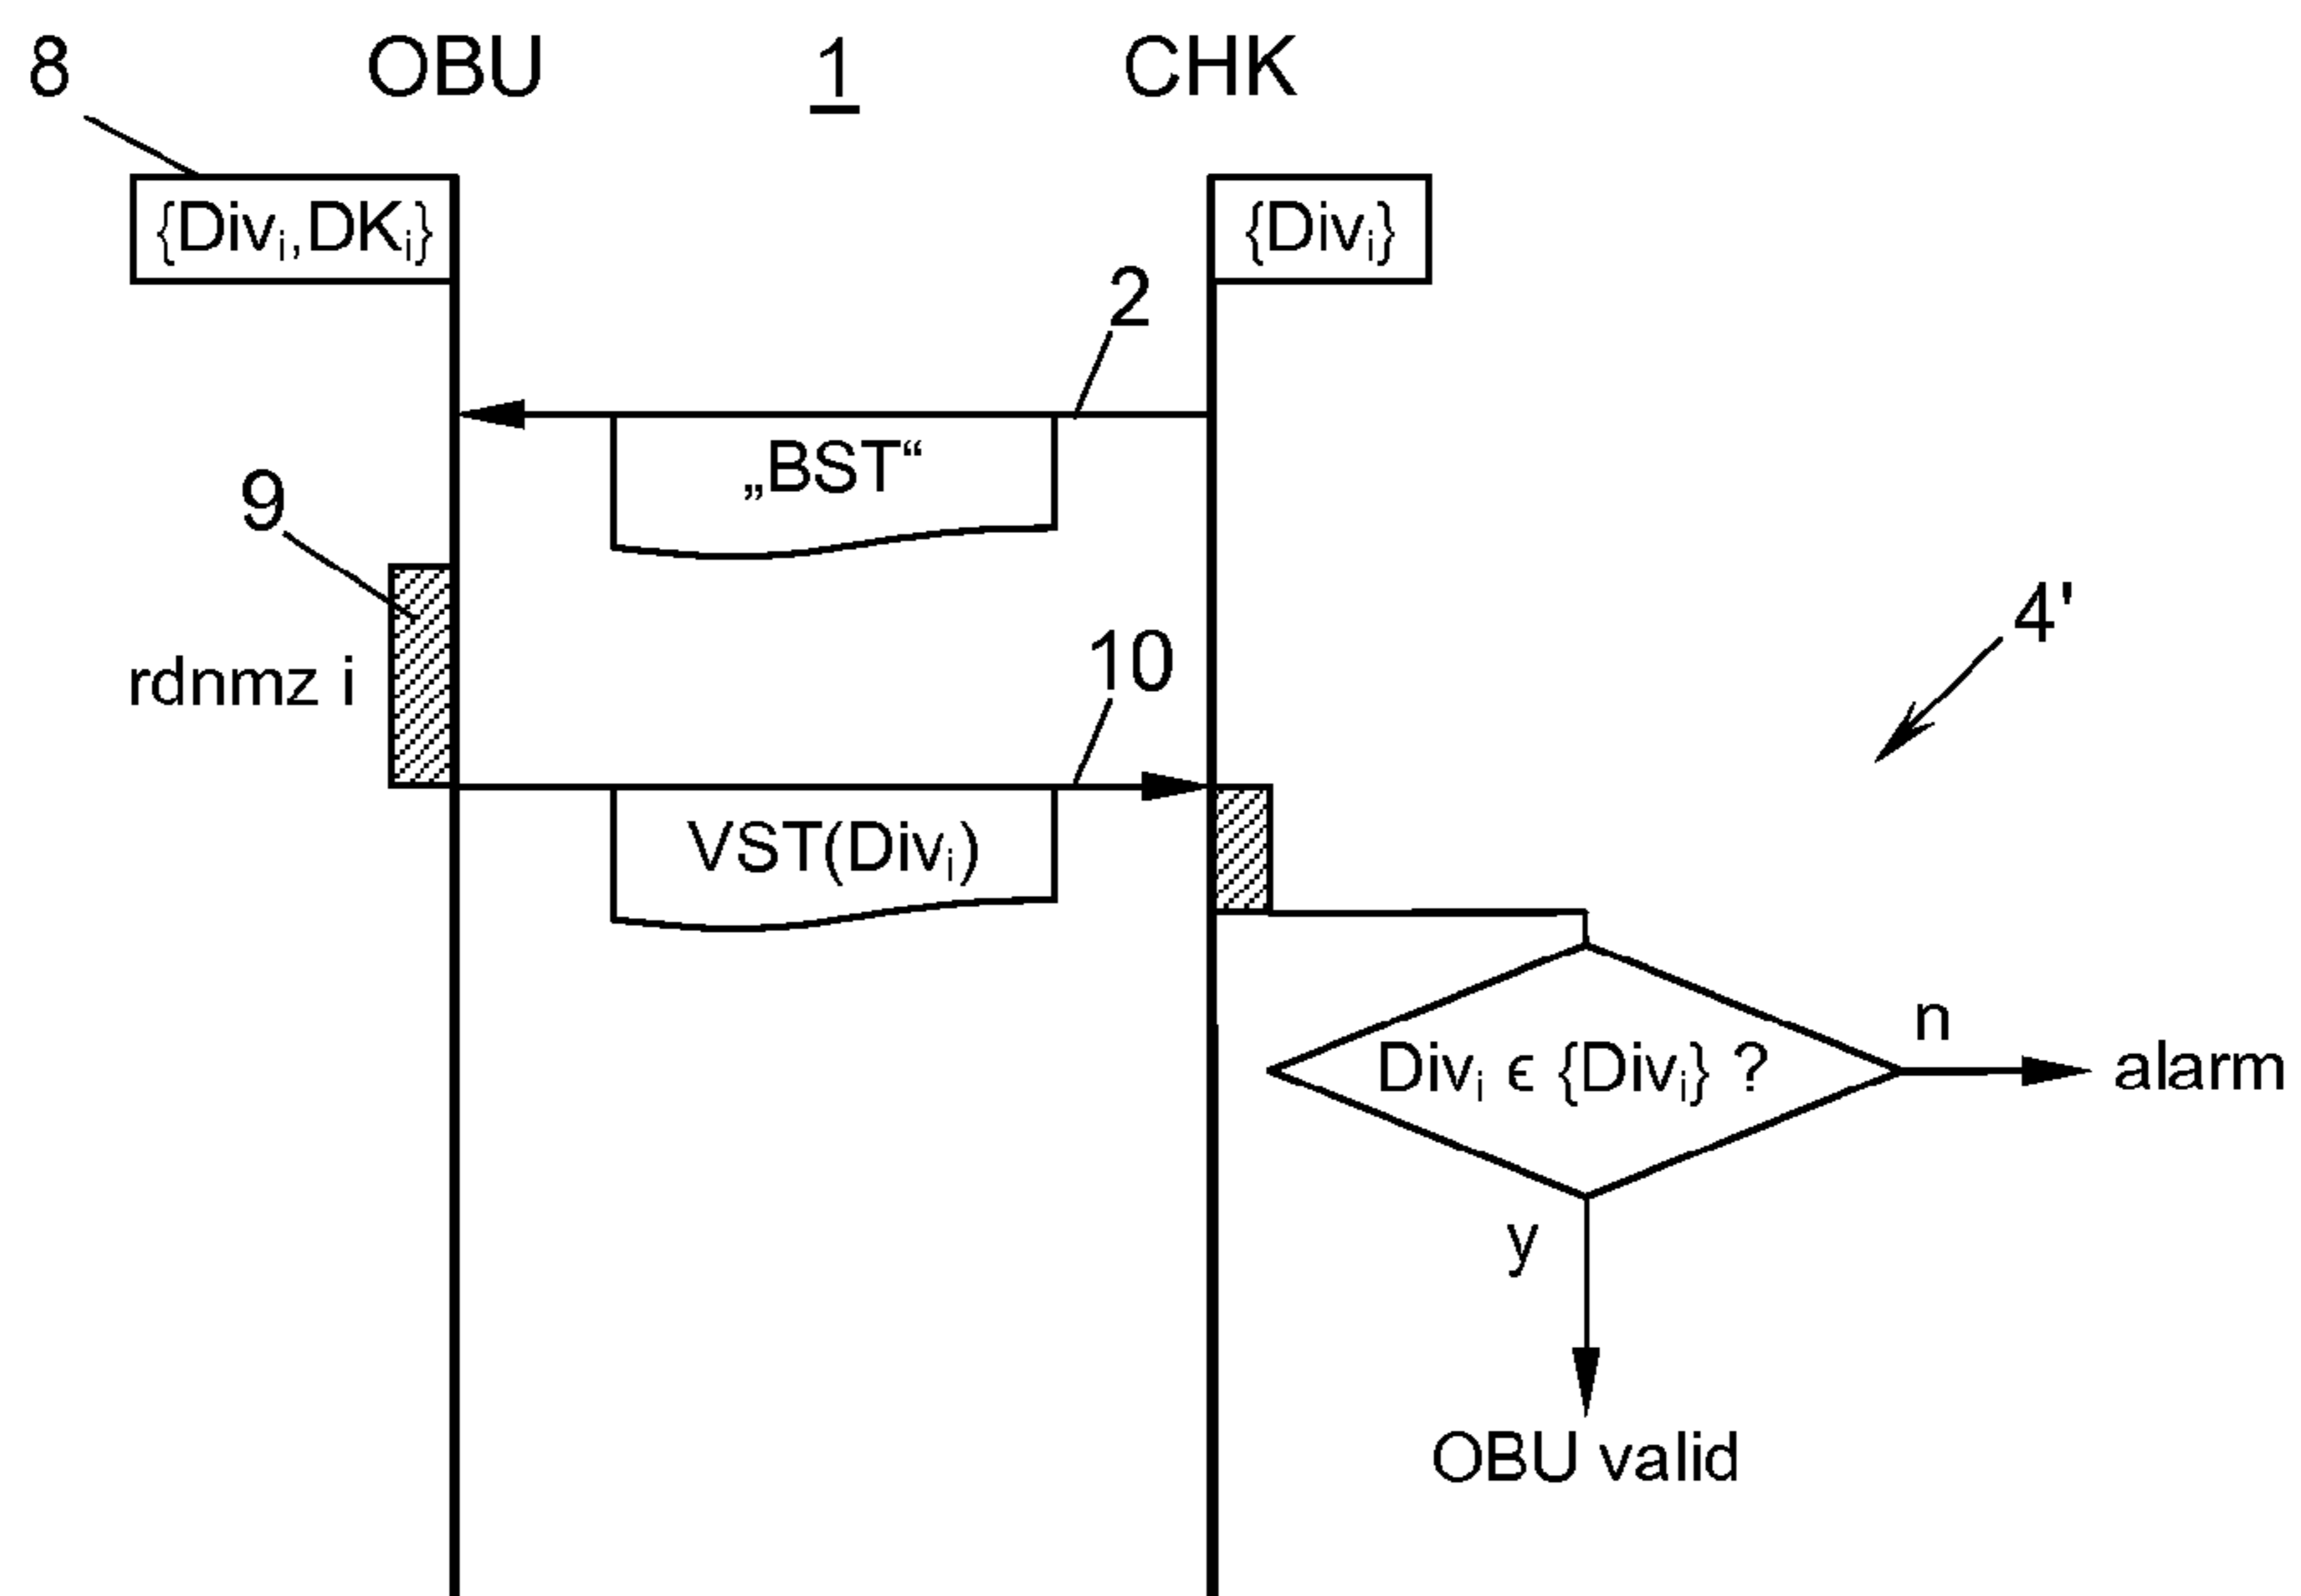 8 OBU 1 CHK
{Divᵢ,DKᵢ} {Divᵢ}
2
„BST“
9
4'
rdnmz i
10
VST(Divᵢ)
n
Divᵢ ϵ {Divᵢ} ?
alarm
y
OBU valid